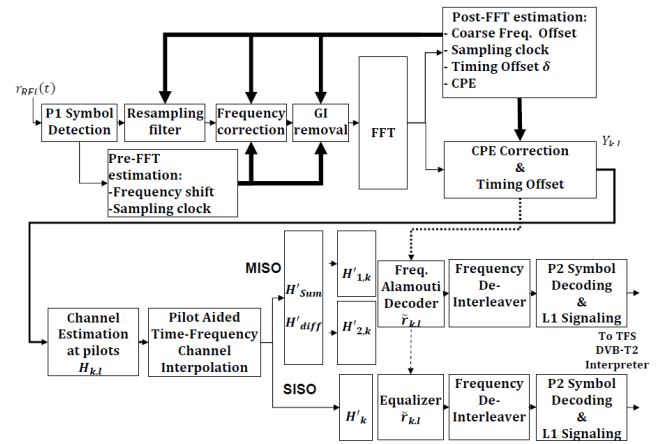 Post-FFT estimation:
- Coarse Freq. Offset
- Sampling clock
- Timing Offset δ
- CPE
r_RFl(t)
P1 Symbol
Detection
Resampling
filter
Frequency
correction
GI
removal
FFT
Pre-FFT
estimation:
-Frequency shift
-Sampling clock
Y_k.l
CPE Correction
&
Timing Offset
MISO
H'_Sum
H'_diff
H'_1,k
H'_2,k
Freq.
Alamouti
Decoder
r̃_k.l
Frequency
De-
Interleaver
P2 Symbol
Decoding
&
L1 Signaling
Channel
Estimation
at pilots
H_k.l
Pilot Aided
Time-Frequency
Channel
Interpolation
To TFS
DVB-T2
Interpreter
SISO
H'_k
Equalizer
r̃_k.l
Frequency
De-
Interleaver
P2 Symbol
Decoding
&
L1 Signaling